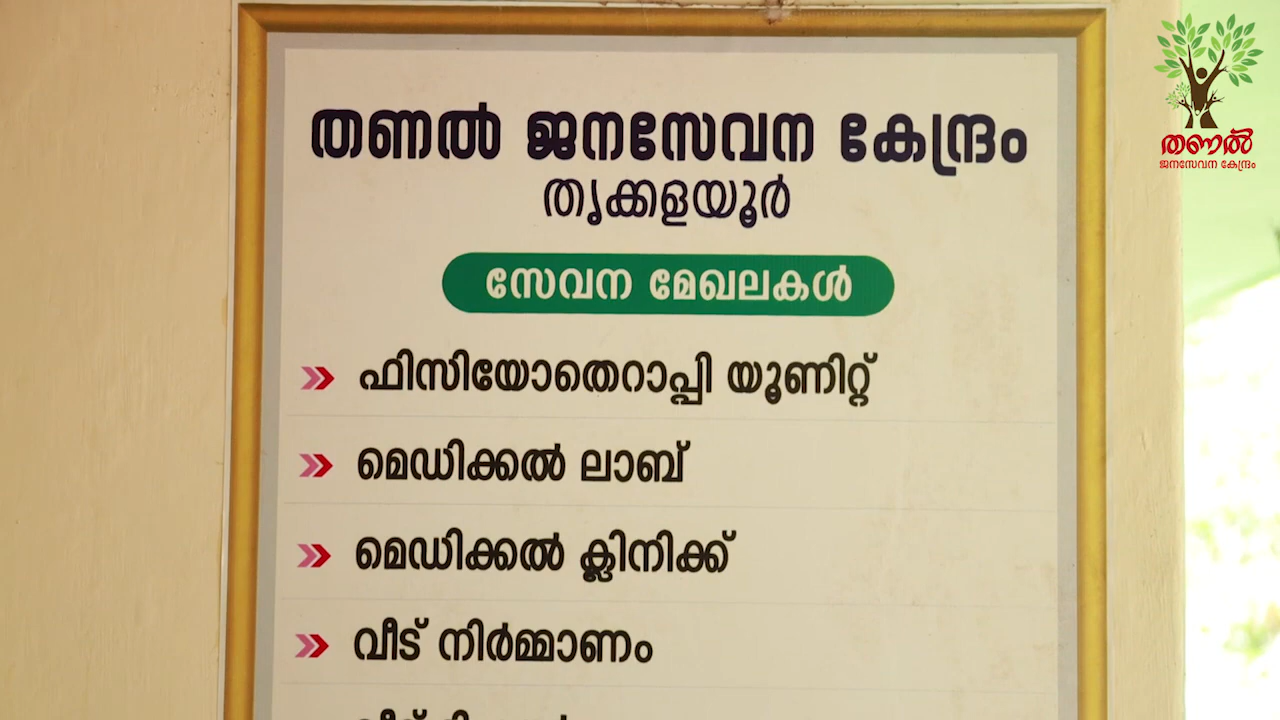 തണൽ ജനസേവന കേന്ദ്രം
തൃക്കളയൂർ
സേവന മേഖലകൾ
ഫിസിയോതെറാപ്പി യൂണിറ്റ്
മെഡിക്കൽ ലാബ്
മെഡിക്കൽ ക്ലിനിക്ക്
വീട് നിർമ്മാണം
തണൽ
ജനസേവന കേന്ദ്രം